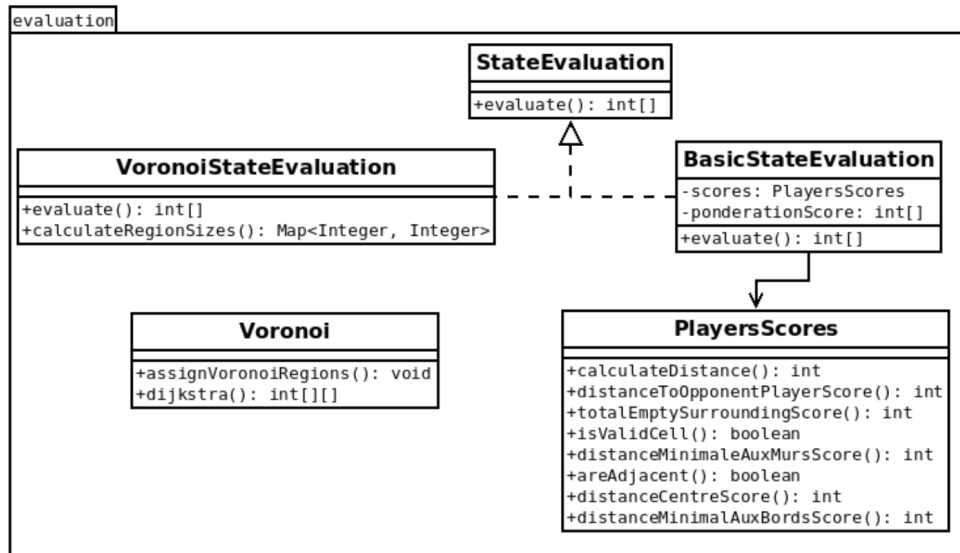 evaluation
StateEvaluation
+evaluate(): int[]
VoronoiStateEvaluation
+evaluate(): int[]
+calculateRegionSizes(): Map<Integer, Integer>
BasicStateEvaluation
-scores: PlayersScores
-ponderationScore: int[]
+evaluate(): int[]
Voronoi
+assignVoronoiRegions(): void
+dijkstra(): int[][]
PlayersScores
+calculateDistance(): int
+distanceToOpponentPlayerScore(): int
+totalEmptySurroundingScore(): int
+isValidCell(): boolean
+distanceMinimaleAuxMursScore(): int
+areAdjacent(): boolean
+distanceCentreScore(): int
+distanceMinimalAuxBordsScore(): int